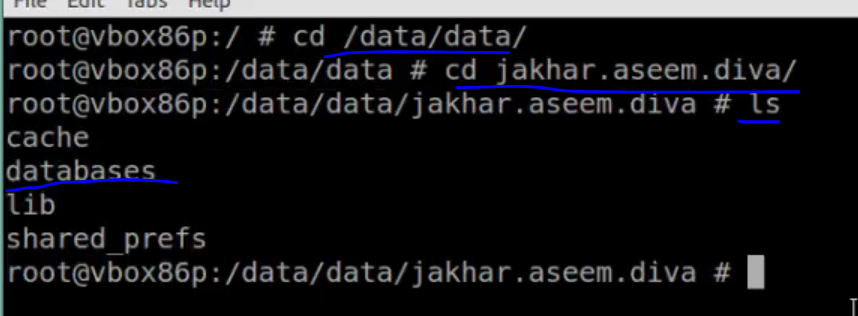 File Edit Tabs Help
root@vbox86p:/ # cd /data/data/
root@vbox86p:/data/data # cd jakhar.aseem.diva/
root@vbox86p:/data/data/jakhar.aseem.diva # ls
cache
databases
lib
shared_prefs
root@vbox86p:/data/data/jakhar.aseem.diva #